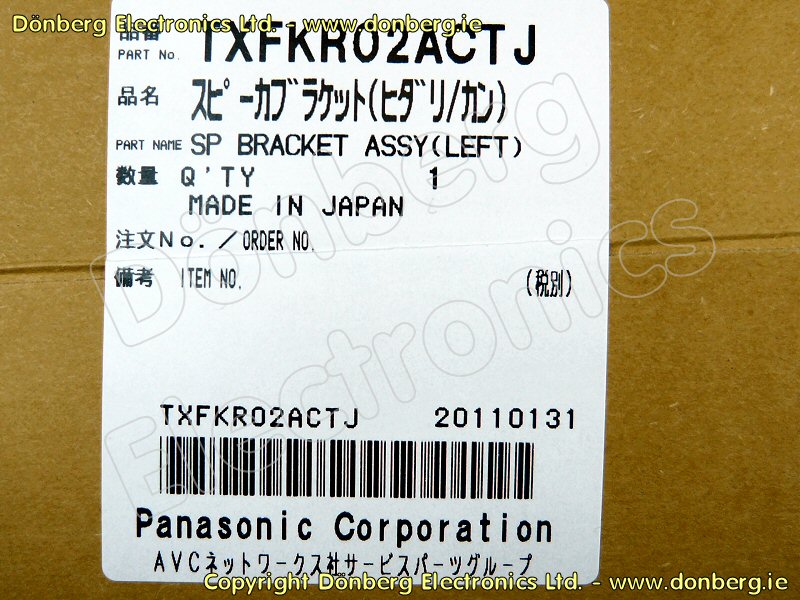 Dönberg Electronics Ltd. - www.donberg.ie
品番
PART No. TXFKR02ACTJ
品名 スピーカブラケット(ヒダリ/カン)
PART NAME SP BRACKET ASSY(LEFT)
数量 Q'TY 1
MADE IN JAPAN
注文No./ORDER NO.
備考 ITEM NO. (税別)
Dönberg
Electronics
TXFKR02ACTJ 20110131
Panasonic Corporation
AVCネットワークス社サービスパーツグループ
© Copyright Dönberg Electronics Ltd. - www.donberg.ie